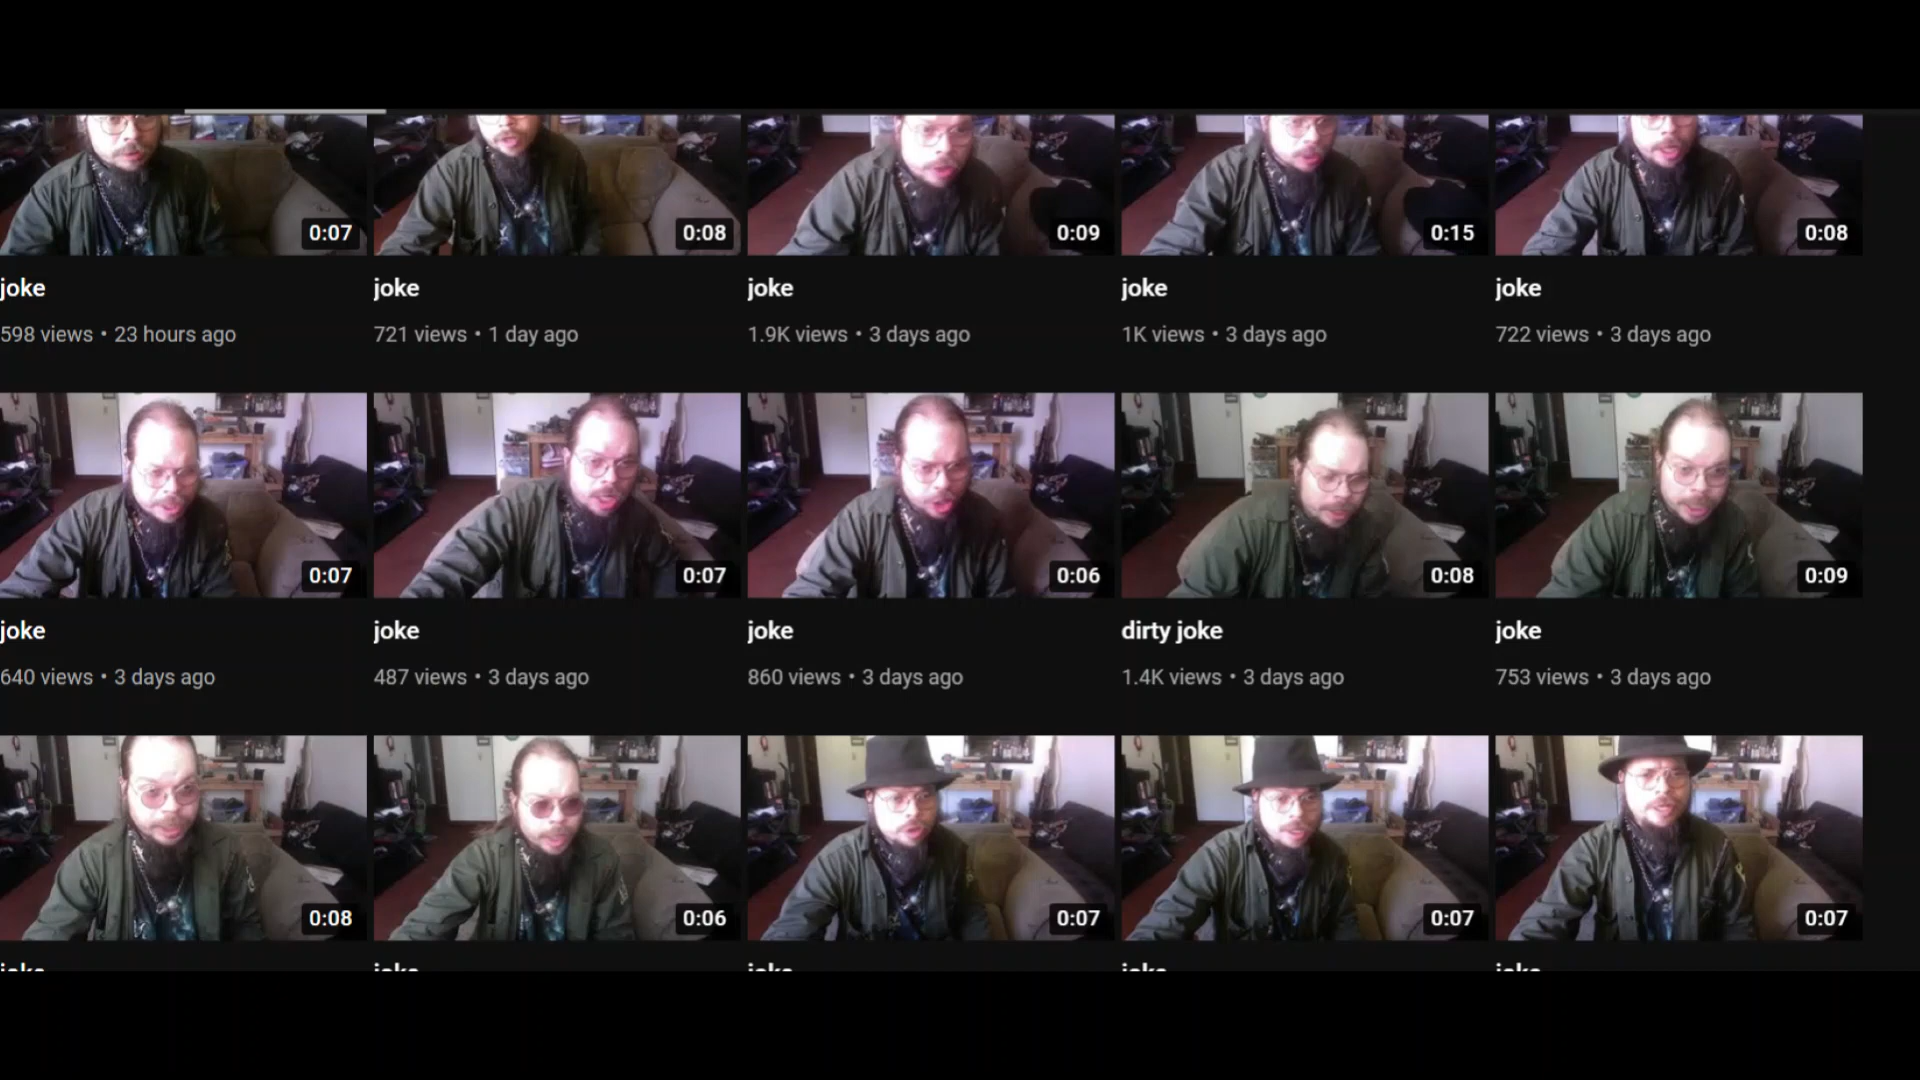 0:07 0:08 0:09 0:15 0:08
joke joke joke joke joke
598 views • 23 hours ago 721 views • 1 day ago 1.9K views • 3 days ago 1K views • 3 days ago 722 views • 3 days ago
0:07 0:07 0:06 0:08 0:09
joke joke joke dirty joke joke
640 views • 3 days ago 487 views • 3 days ago 860 views • 3 days ago 1.4K views • 3 days ago 753 views • 3 days ago
0:08 0:06 0:07 0:07 0:07